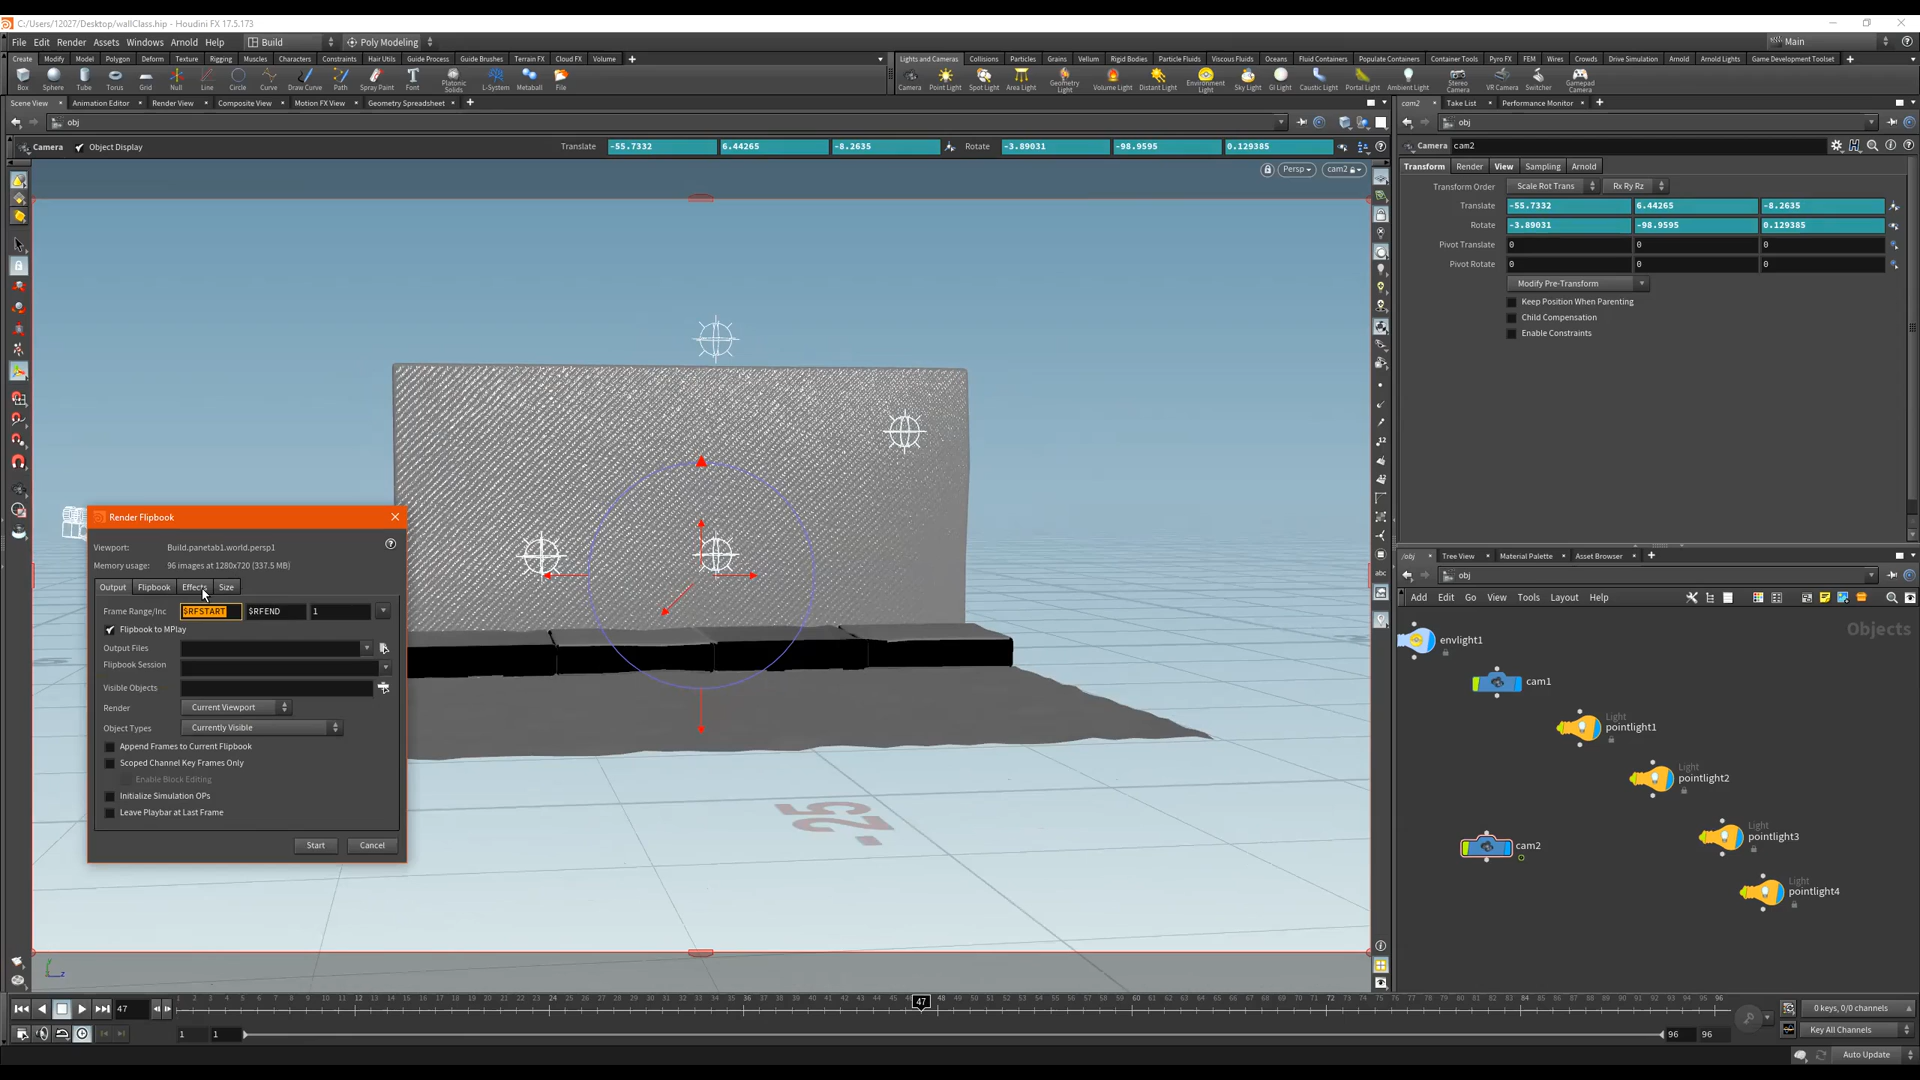 C:/Users/12027/Desktop/wallClass.hip - Houdini FX 17.5.173
File Edit Render Assets Windows Arnold Help Build Poly Modeling Main
Create Modify Model Polygon Deform Texture Rigging Muscles Characters Constraints Hair Utils Guide Process Guide Brushes Terrain FX Cloud FX Volume
Lights and Cameras Collisions Particles Grains Vellum Rigid Bodies Particle Fluids Viscous Fluids Oceans Fluid Containers Populate Containers Container Tools Pyro FX FEM Wires Crowds Drive Simulation Arnold Arnold Lights Game Development Toolset
Box Sphere Tube Torus Grid Null Line Circle Curve Draw Curve Path Spray Paint Font Platonic Solids L-System Metaball File
Camera Point Light Spot Light Area Light Geometry Light Volume Light Distant Light Environment Light Sky Light GI Light Caustic Light Portal Light Ambient Light Stereo Camera VR Camera Switcher Gamepad Camera
Scene View Animation Editor Render View Composite View Motion FX View Geometry Spreadsheet
cam2 Take List Performance Monitor
obj
obj
Camera Object Display Translate -55.7332 6.44265 -8.2635 Rotate -3.89031 -98.9595 0.129385
Camera cam2
Persp cam2
Transform Render View Sampling Arnold
Transform Order Scale Rot Trans Rx Ry Rz
Translate -55.7332 6.44265 -8.2635
Rotate -3.89031 -98.9595 0.129385
Pivot Translate 0 0 0
Pivot Rotate 0 0 0
Modify Pre-Transform
Keep Position When Parenting
Child Compensation
Enable Constraints
Render Flipbook
Viewport: Build.panetab1.world.persp1
Memory usage: 96 images at 1280x720 (337.5 MB)
Output Flipbook Effects Size
Frame Range/Inc $RFSTART $RFEND 1
Flipbook to MPlay
Output Files
Flipbook Session
Visible Objects
Render Current Viewport
Object Types Currently Visible
Append Frames to Current Flipbook
Scoped Channel Key Frames Only
Enable Block Editing
Initialize Simulation OPs
Leave Playbar at Last Frame
Start Cancel
abc
/obj Tree View Material Palette Asset Browser
obj
Add Edit Go View Tools Layout Help
Objects
envlight1
cam1
Light
pointlight1
Light
pointlight2
Light
pointlight3
cam2
Light
pointlight4
47
47
24
1 1 96 96
0 keys, 0/0 channels
Key All Channels
Auto Update